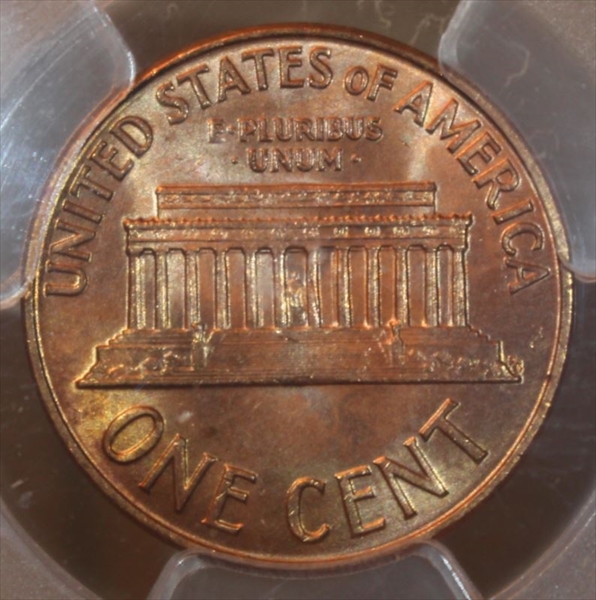 UNITED STATES OF AMERICA
E·PLURIBUS
·UNUM·
ONE CENT